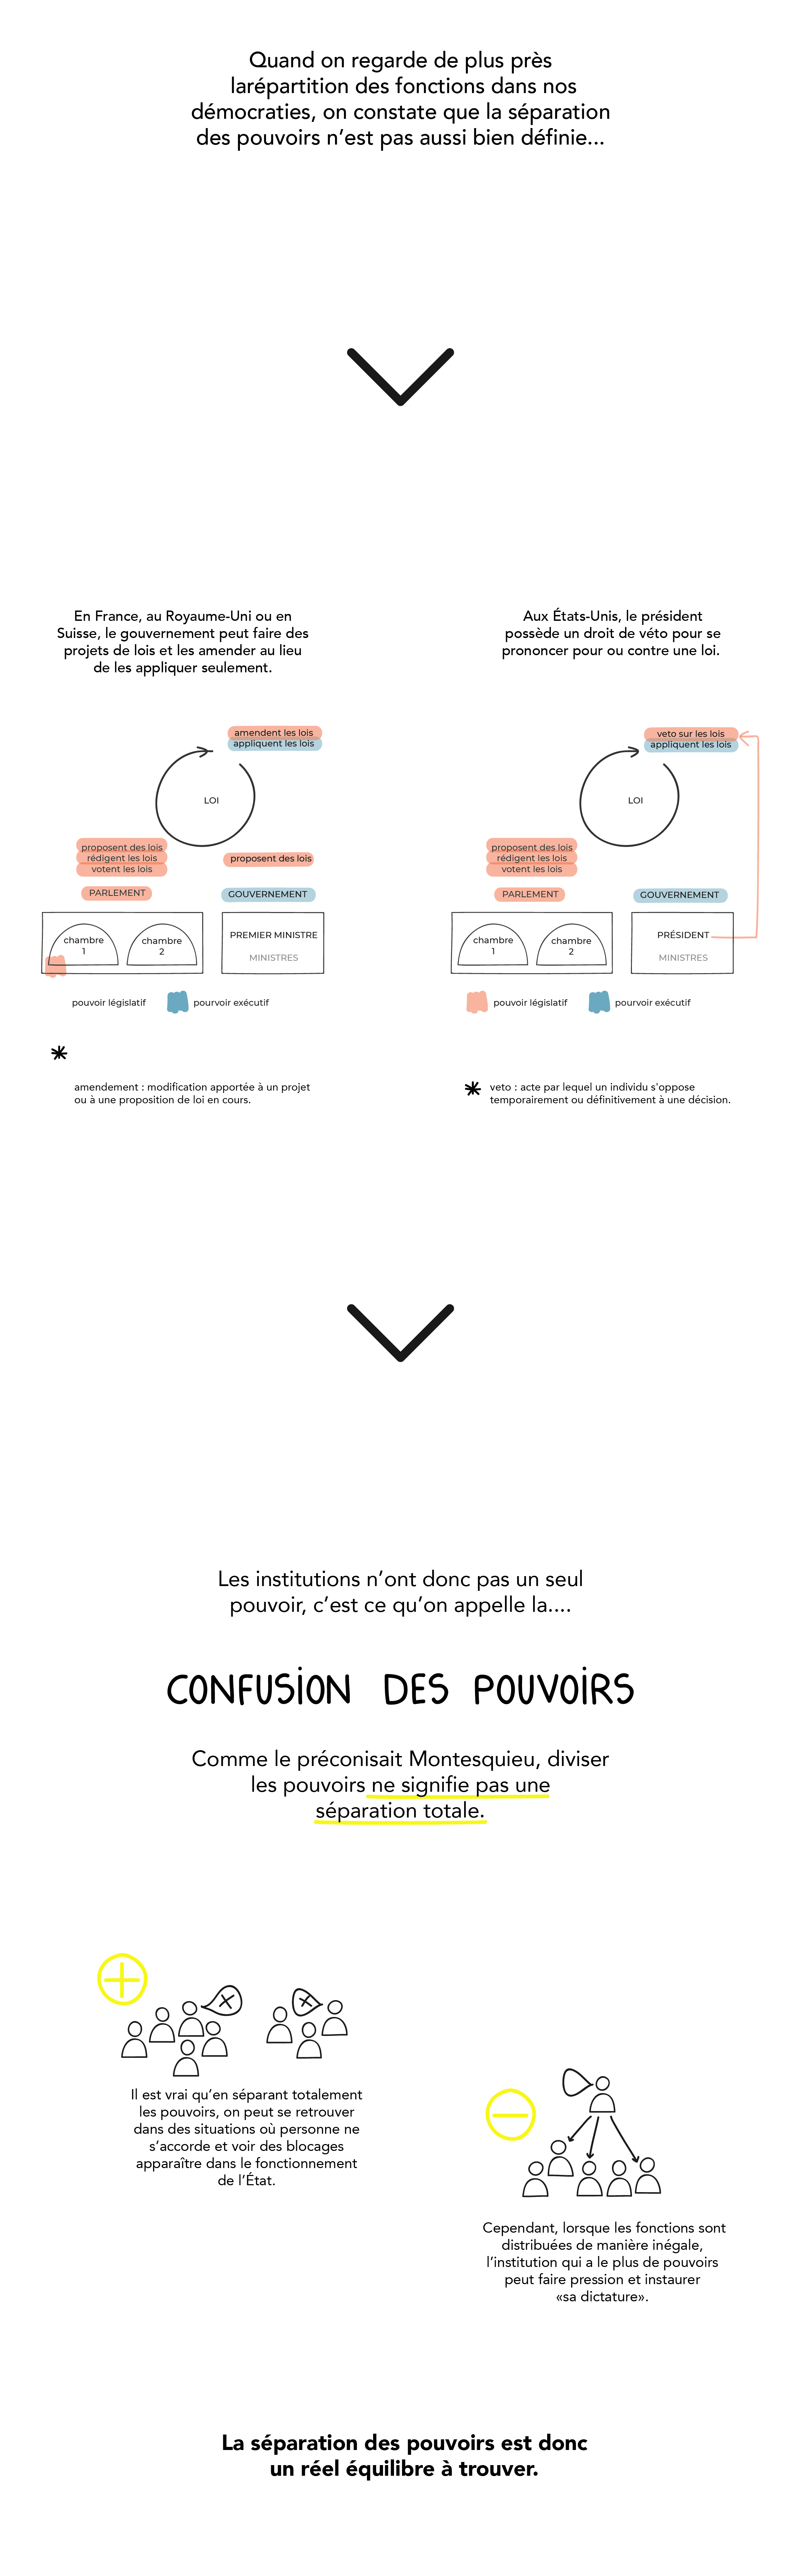 Quand on regarde de plus près
larépartition des fonctions dans nos
démocraties, on constate que la séparation
des pouvoirs n’est pas aussi bien définie...
En France, au Royaume-Uni ou en
Suisse, le gouvernement peut faire des
projets de lois et les amender au lieu
de les appliquer seulement.
amendent les lois
appliquent les lois
LOI
proposent des lois
rédigent les lois
votent les lois
proposent des lois
PARLEMENT
GOUVERNEMENT
chambre
1
chambre
2
PREMIER MINISTRE
MINISTRES
pouvoir législatif
pourvoir exécutif
amendement : modification apportée à un projet
ou à une proposition de loi en cours.
Aux États-Unis, le président
possède un droit de véto pour se
prononcer pour ou contre une loi.
veto sur les lois
appliquent les lois
LOI
proposent des lois
rédigent les lois
votent les lois
PARLEMENT
GOUVERNEMENT
chambre
1
chambre
2
PRÉSIDENT
MINISTRES
pouvoir législatif
pourvoir exécutif
veto : acte par lequel un individu s'oppose
temporairement ou définitivement à une décision.
Les institutions n’ont donc pas un seul
pouvoir, c’est ce qu’on appelle la....
CONFUSION DES POUVOIRS
Comme le préconisait Montesquieu, diviser
les pouvoirs ne signifie pas une
séparation totale.
Il est vrai qu’en séparant totalement
les pouvoirs, on peut se retrouver
dans des situations où personne ne
s’accorde et voir des blocages
apparaître dans le fonctionnement
de l’État.
Cependant, lorsque les fonctions sont
distribuées de manière inégale,
l’institution qui a le plus de pouvoirs
peut faire pression et instaurer
«sa dictature».
La séparation des pouvoirs est donc
un réel équilibre à trouver.